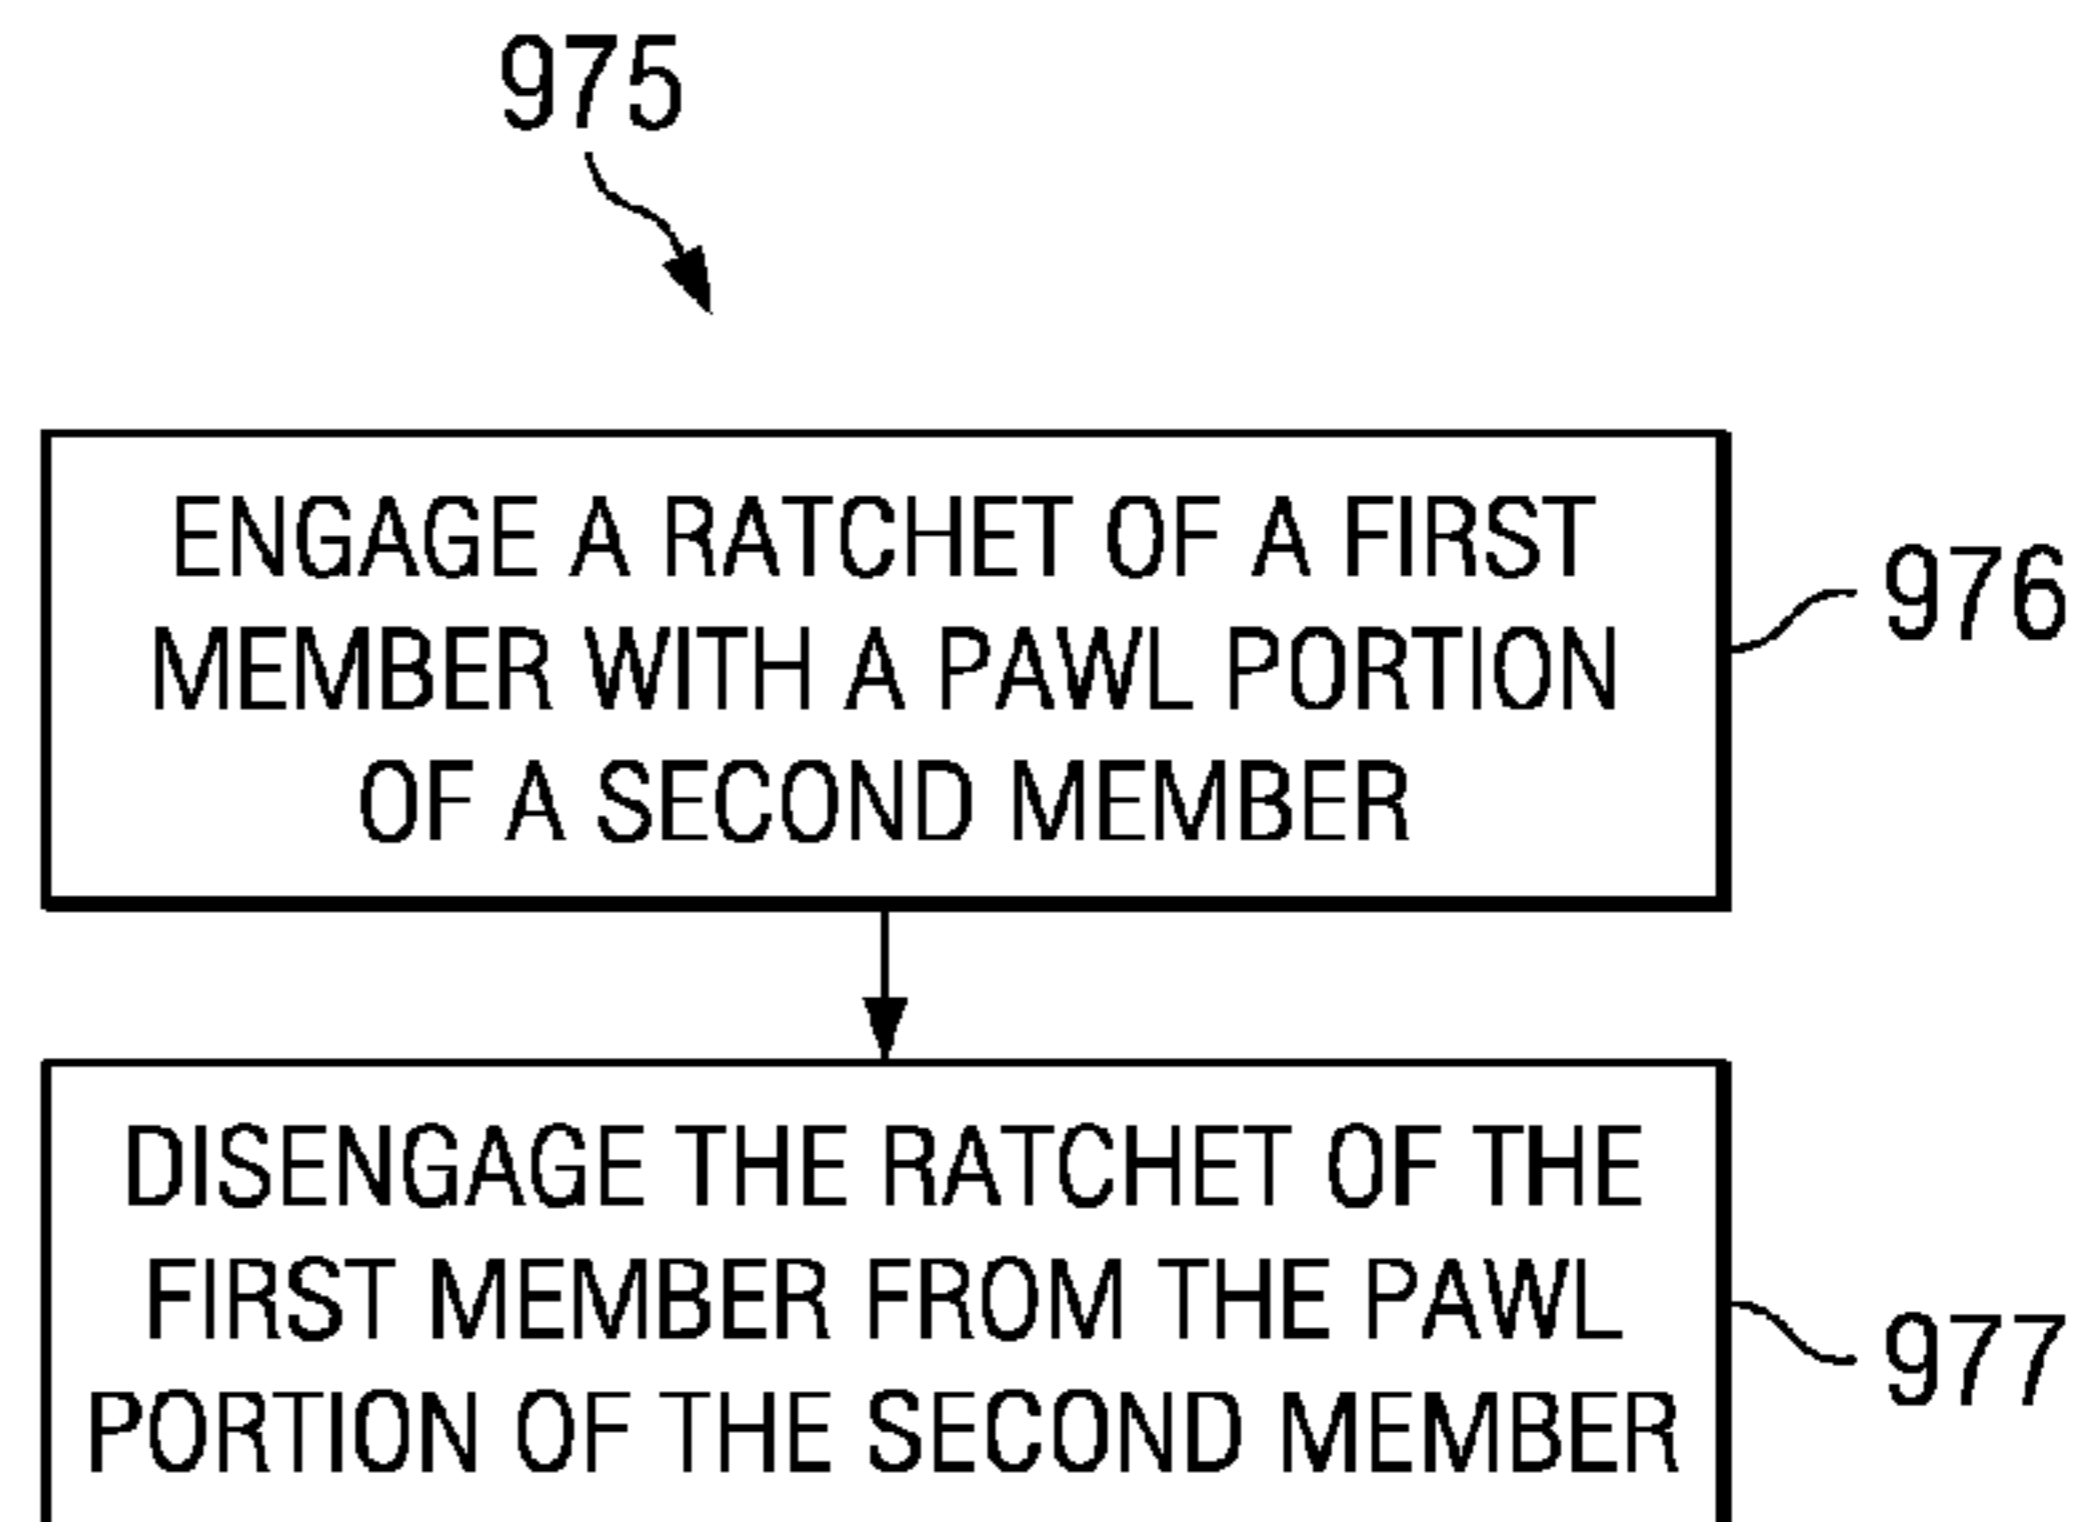 975
ENGAGE A RATCHET OF A FIRST
MEMBER WITH A PAWL PORTION
OF A SECOND MEMBER
976
DISENGAGE THE RATCHET OF THE
FIRST MEMBER FROM THE PAWL
PORTION OF THE SECOND MEMBER
977